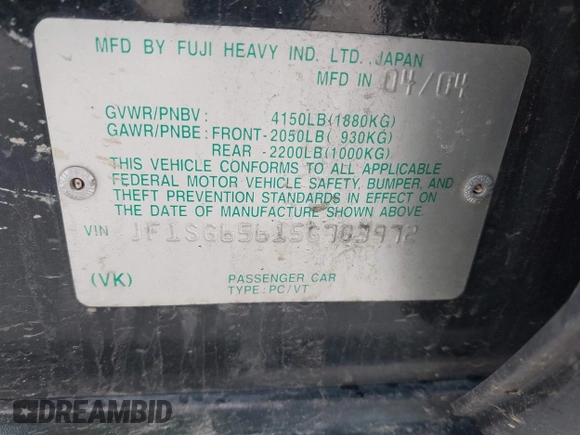 MFD BY FUJI HEAVY IND. LTD., JAPAN
MFD IN 04/04
GVWR/PNBV: 4150LB(1880KG)
GAWR/PNBE: FRONT-2050LB( 930KG)
REAR -2200LB(1000KG)
THIS VEHICLE CONFORMS TO ALL APPLICABLE
FEDERAL MOTOR VEHICLE SAFETY, BUMPER, AND
THEFT PREVENTION STANDARDS IN EFFECT ON
THE DATE OF MANUFACTURE SHOWN ABOVE.
VIN
(VK) PASSENGER CAR
TYPE: PC/VT
DREAMBID